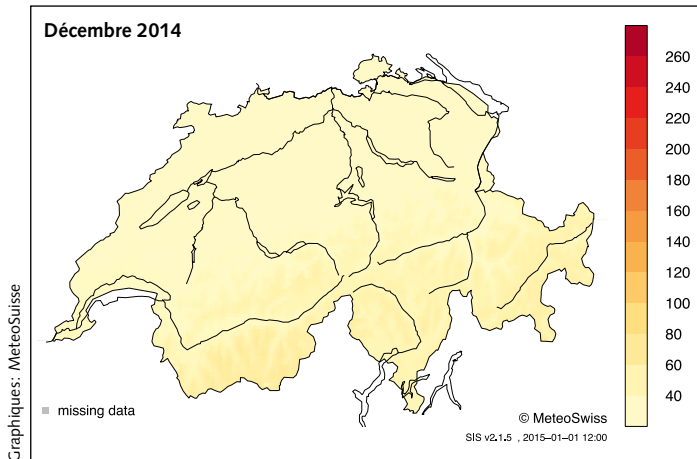 Décembre 2014
260
240
220
200
180
160
140
120
100
80
60
40
missing data
© MeteoSwiss
SIS v2.1.5 , 2015–01–01 12:00
Graphiques: MeteoSuisse